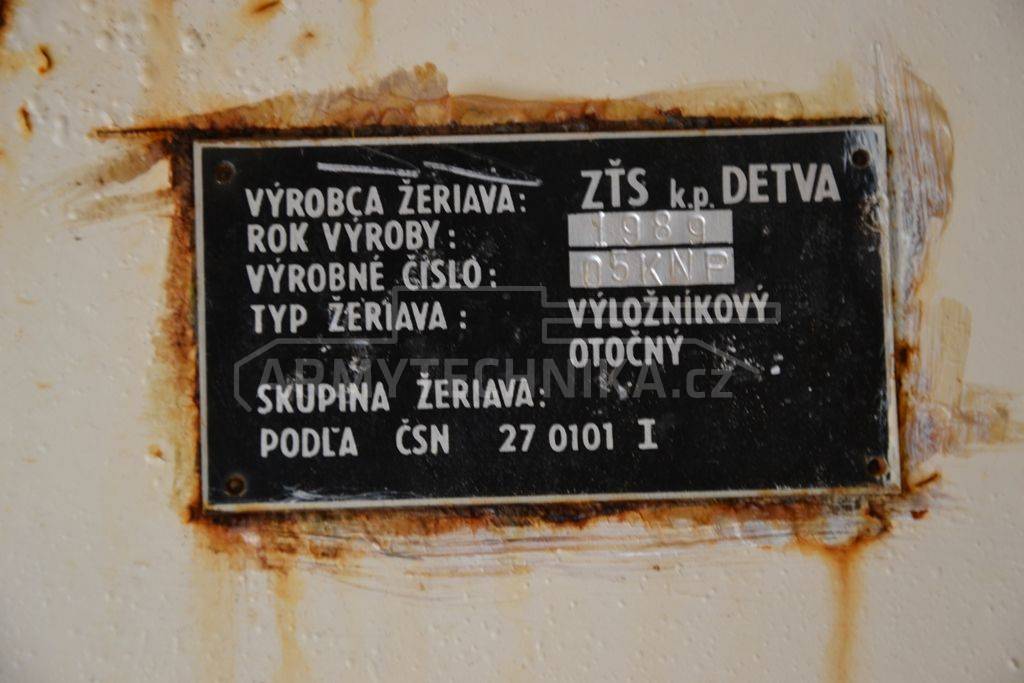 VÝROBCA ŽERIAVA: ZŤS k.p. DETVA
ROK VÝROBY: 1989
VÝROBNÉ ČÍSLO: 05KNP
TYP ŽERIAVA: VÝLOŽNÍKOVÝ
OTOČNÝ
ARMYTECHNIKA.cz
SKUPINA ŽERIAVA:
PODĽA ČSN 27 0101 I